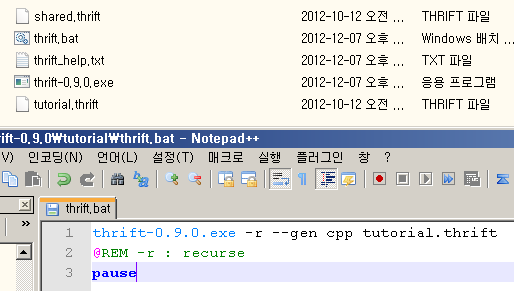 shared.thrift 2012-10-12 오전 ... THRIFT 파일
thrift.bat 2012-12-07 오후 ... Windows 배치 ...
thrift_help.txt 2012-12-07 오후 ... TXT 파일
thrift-0.9.0.exe 2012-12-07 오후 ... 응용 프로그램
tutorial.thrift 2012-10-12 오전 ... THRIFT 파일
rift-0.9.0₩tutorial₩thrift.bat - Notepad++
V) 인코딩(N) 언어(L) 설정(T) 매크로 실행 플러그인 창 ?
thrift.bat
1 thrift-0.9.0.exe -r --gen cpp tutorial.thrift
2 @REM -r : recurse
3 pause